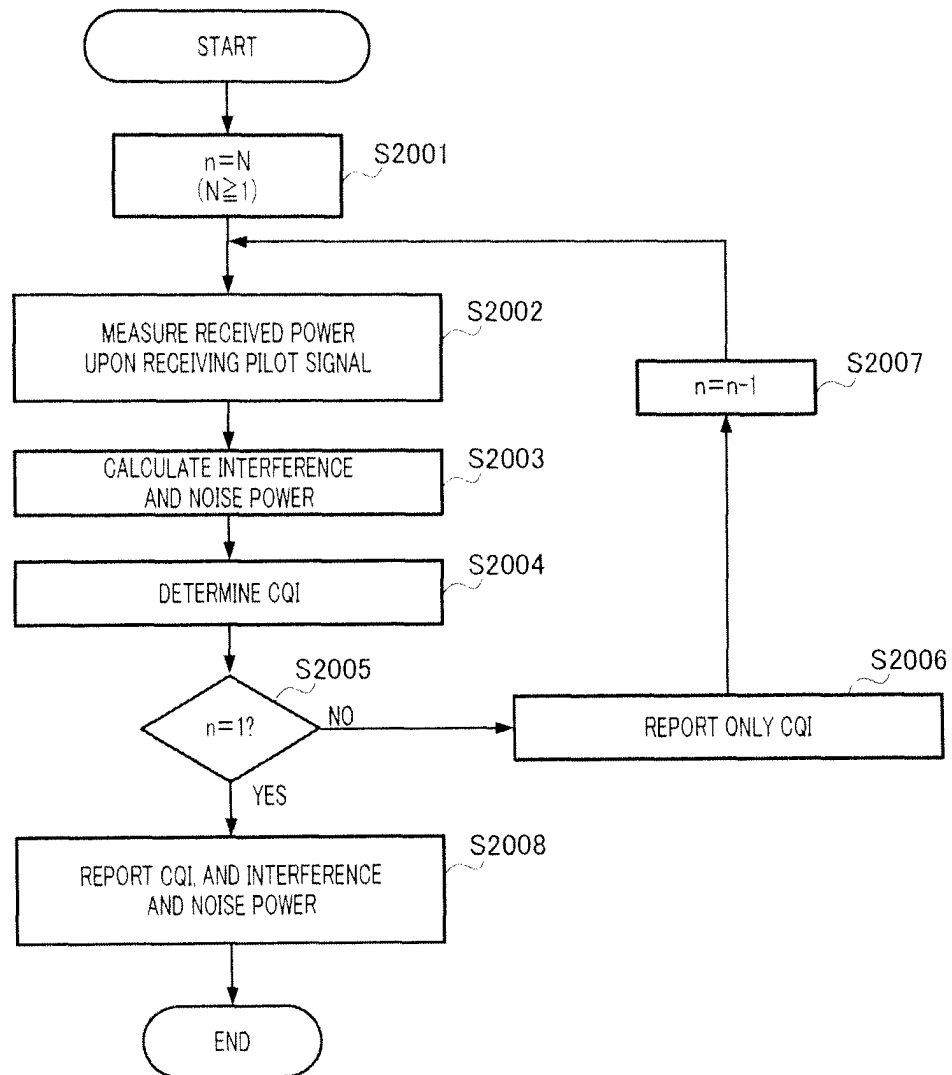 START
n=N
(N≧1)
S2001
MEASURE RECEIVED POWER
UPON RECEIVING PILOT SIGNAL
S2002
n=n-1
S2007
CALCULATE INTERFERENCE
AND NOISE POWER
S2003
DETERMINE CQI
S2004
n=1?
S2005
NO
REPORT ONLY CQI
S2006
YES
REPORT CQI, AND INTERFERENCE
AND NOISE POWER
S2008
END